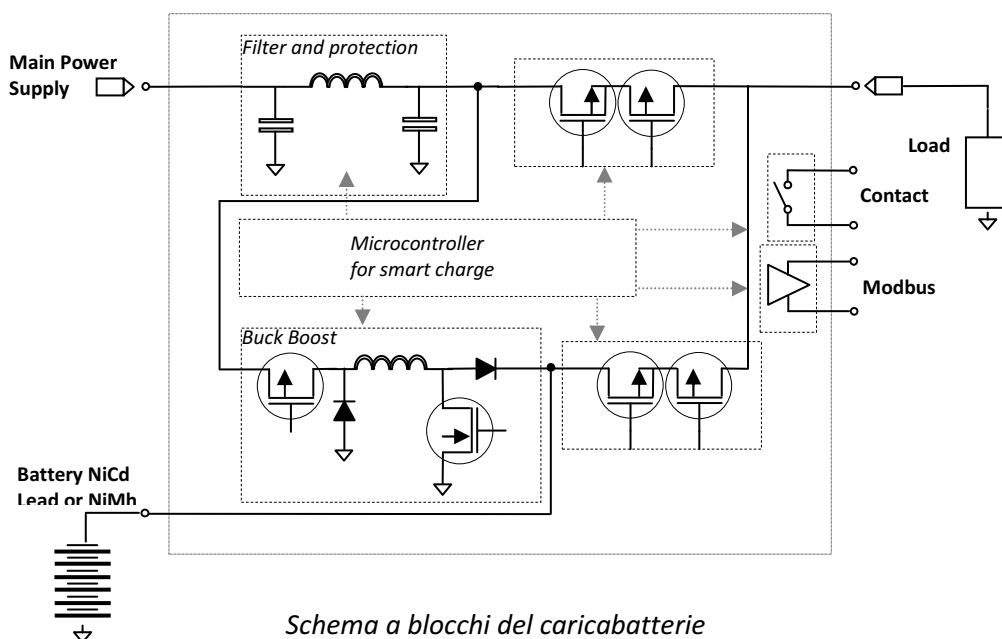 Filter and protection
Main Power
Supply
Load
Contact
Microcontroller
for smart charge
Modbus
Buck Boost
Battery NiCd
Lead or NiMh
Schema a blocchi del caricabatterie